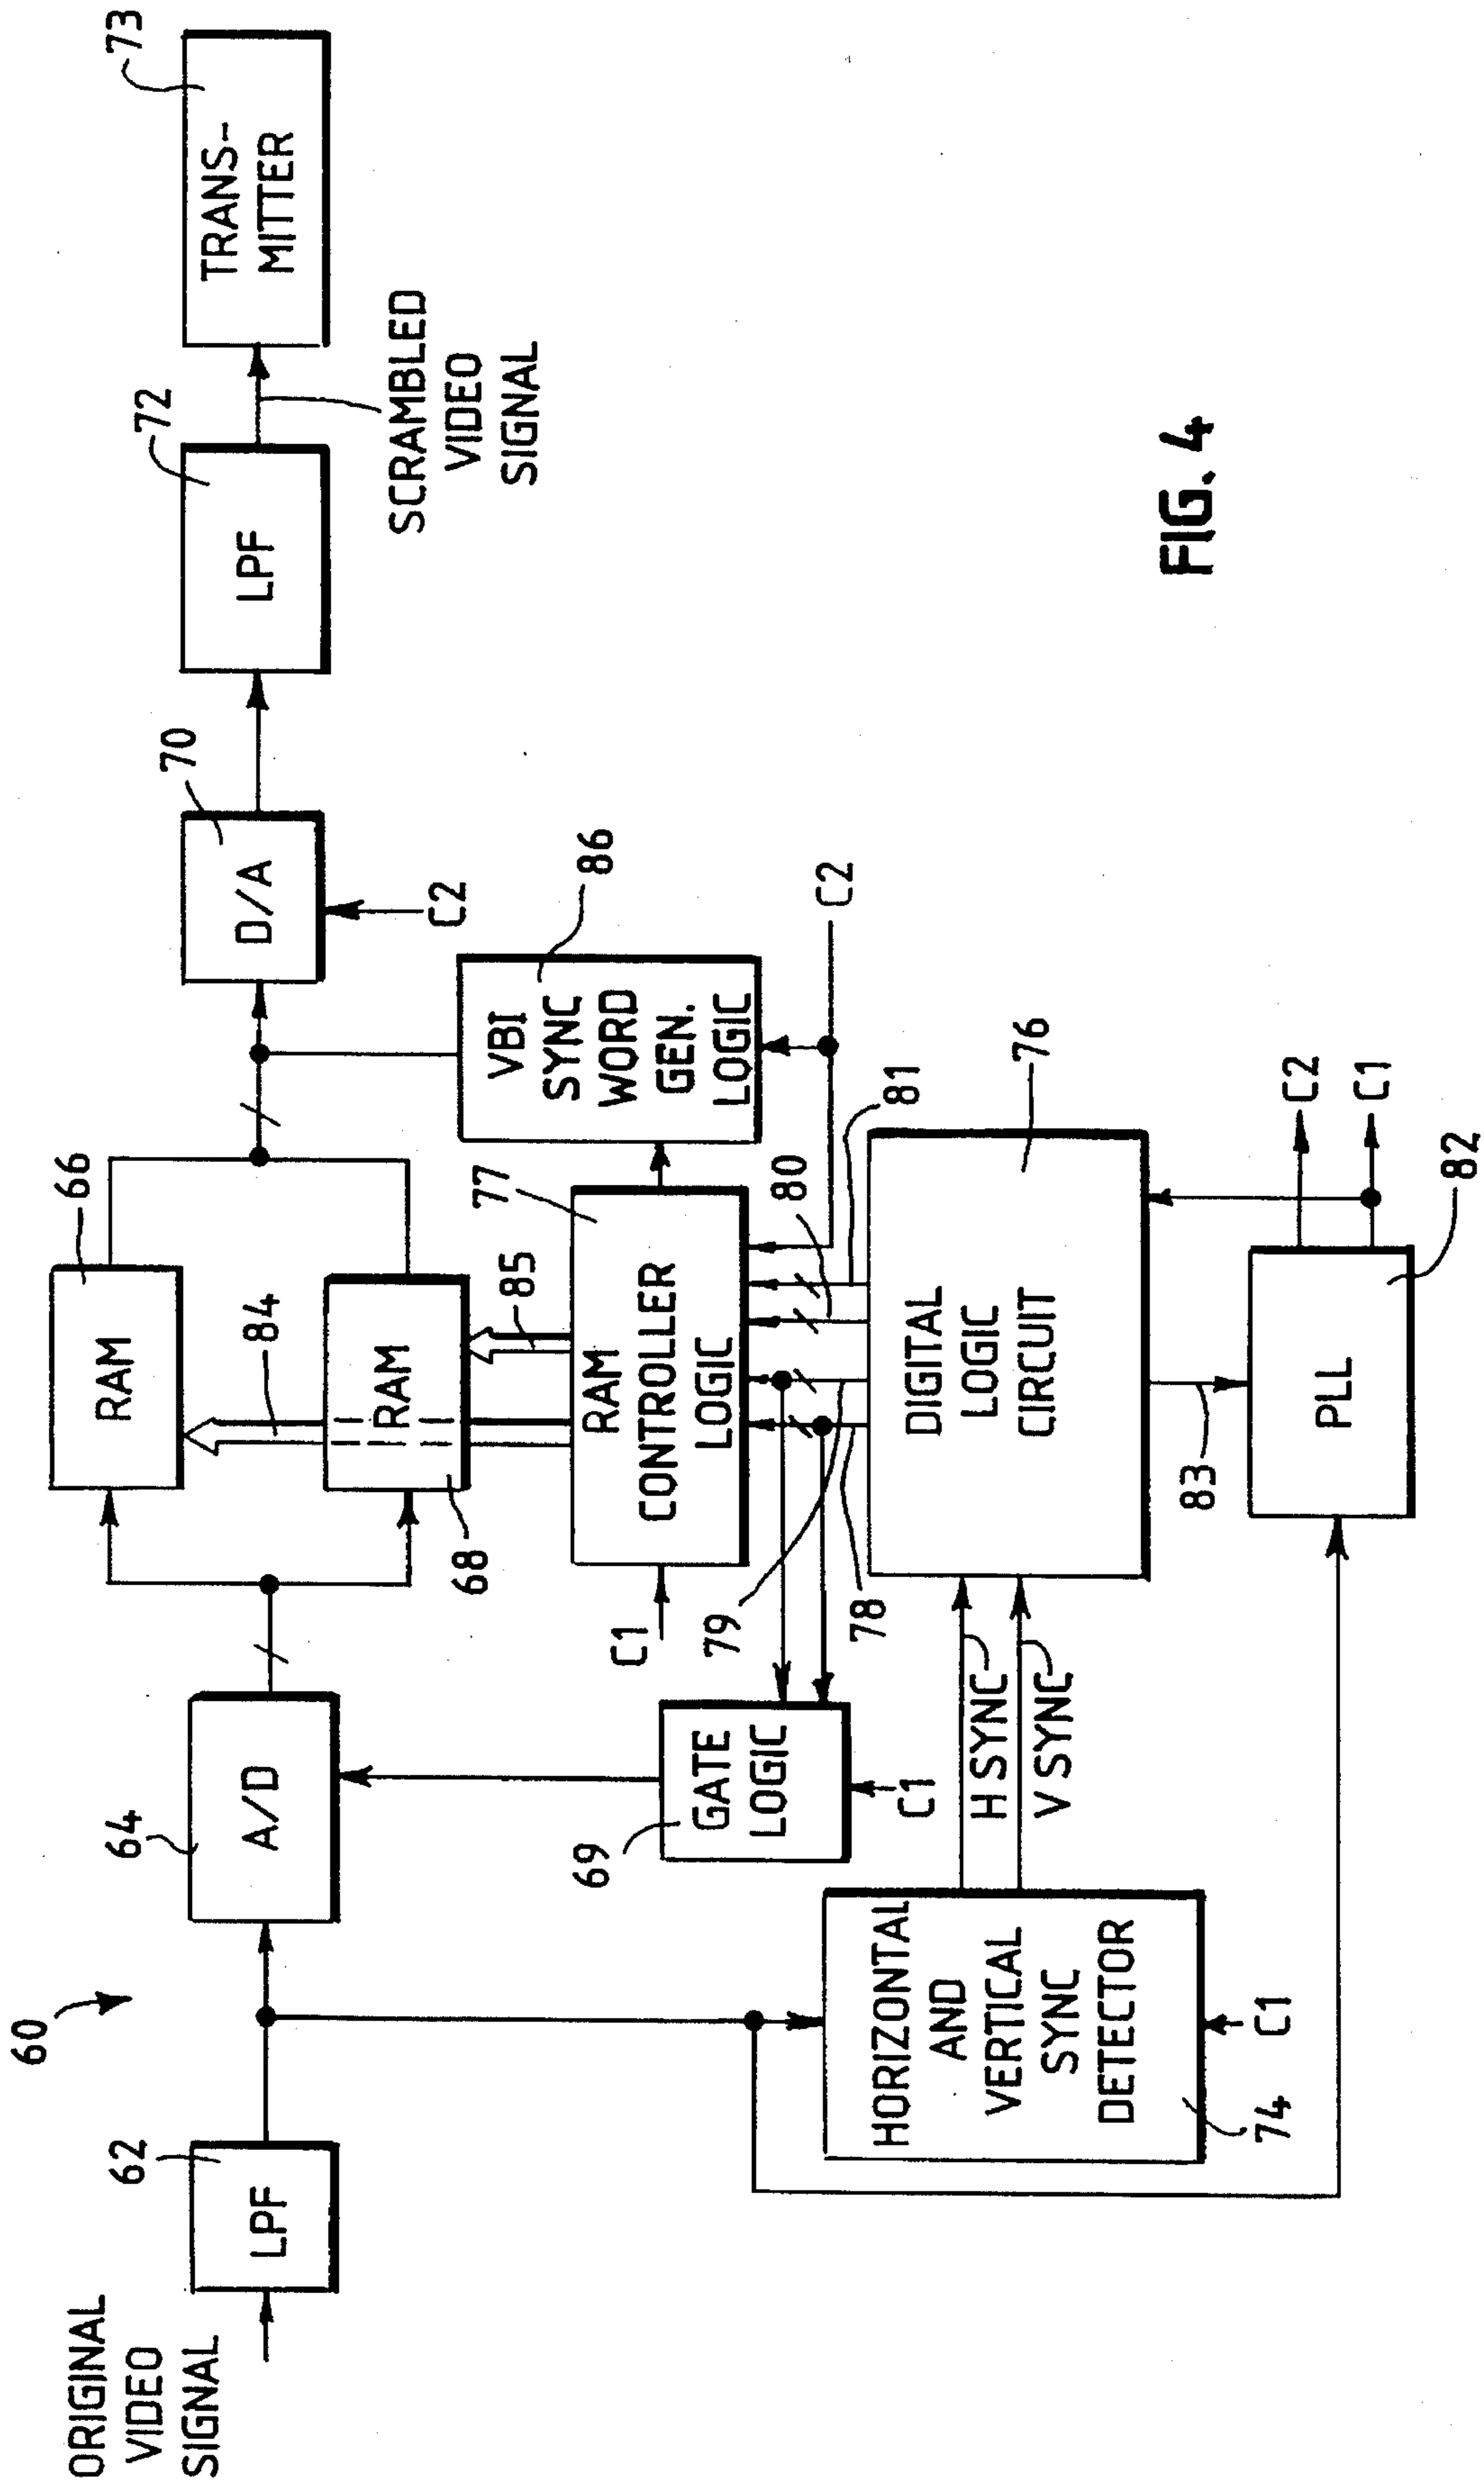 60
ORIGINAL
VIDEO
SIGNAL
62
LPF
64
A/D
66
RAM
84
RAM
68
85
70
D/A
C2
72
LPF
SCRAMBLED
VIDEO
SIGNAL
73
TRANS-
MITTER
69
GATE
LOGIC
C1
C1
77
RAM
CONTROLLER
LOGIC
86
VBI
SYNC
WORD
GEN.
LOGIC
C2
79
78
80
81
HORIZONTAL
AND
VERTICAL
SYNC
DETECTOR
74
C1
H SYNC
V SYNC
76
DIGITAL
LOGIC
CIRCUIT
83
PLL
82
C2
C1
FIG. 4